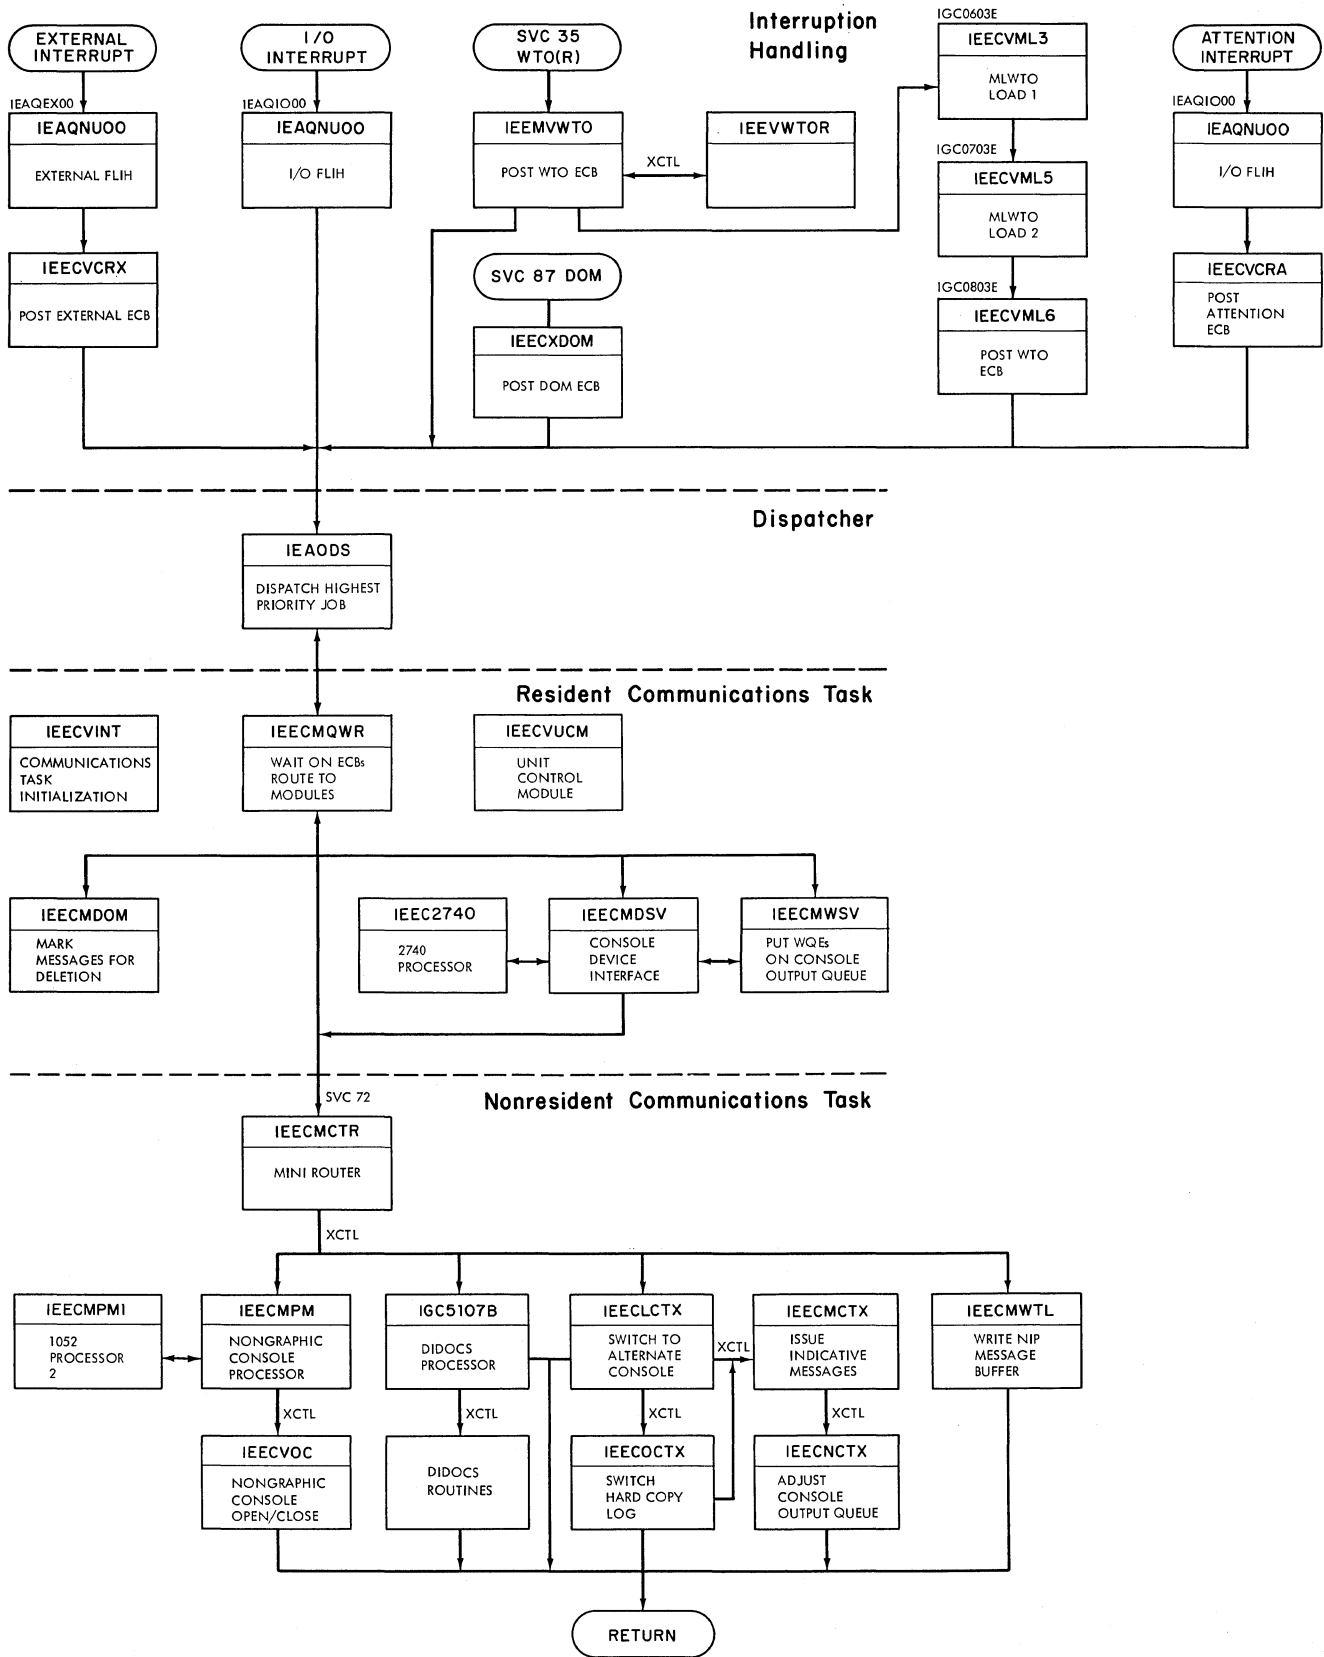 EXTERNAL
INTERRUPT
I/O
INTERRUPT
SVC 35
WTO(R)
Interruption
Handling
ATTENTION
INTERRUPT
IEAQEX00
IEAQNUOO
EXTERNAL FLIH
IEAQIO00
IEAQNUOO
I/O FLIH
IEEMVWTO
POST WTO ECB
XCTL
IEEVWTOR
IGC0603E
IEECVML3
MLWTO
LOAD 1
IGC0703E
IEECVML5
MLWTO
LOAD 2
IGC0803E
IEECVML6
POST WTO
ECB
IEAQIO00
IEAQNUOO
I/O FLIH
IEECVCRX
POST EXTERNAL ECB
SVC 87 DOM
IEECXDOM
POST DOM ECB
IEECVCRA
POST
ATTENTION
ECB
Dispatcher
IEAODS
DISPATCH HIGHEST
PRIORITY JOB
Resident Communications Task
IEECVINT
COMMUNICATIONS
TASK
INITIALIZATION
IEECMQWR
WAIT ON ECBs
ROUTE TO
MODULES
IEECVUCM
UNIT
CONTROL
MODULE
IEECMDOM
MARK
MESSAGES FOR
DELETION
IEEC2740
2740
PROCESSOR
IEECMDSV
CONSOLE
DEVICE
INTERFACE
IEECMWSV
PUT WQEs
ON CONSOLE
OUTPUT QUEUE
SVC 72
Nonresident Communications Task
IEECMCTR
MINI ROUTER
XCTL
IEECMPM1
1052
PROCESSOR
2
IEECMPM
NONGRAPHIC
CONSOLE
PROCESSOR
IGC5107B
DIDOCS
PROCESSOR
IEECLCTX
SWITCH TO
ALTERNATE
CONSOLE
XCTL
IEECMCTX
ISSUE
INDICATIVE
MESSAGES
IEECMWTL
WRITE NIP
MESSAGE
BUFFER
XCTL
XCTL
XCTL
XCTL
IEECVOC
NONGRAPHIC
CONSOLE
OPEN/CLOSE
DIDOCS
ROUTINES
IEECOCTX
SWITCH
HARD COPY
LOG
IEECNCTX
ADJUST
CONSOLE
OUTPUT QUEUE
RETURN